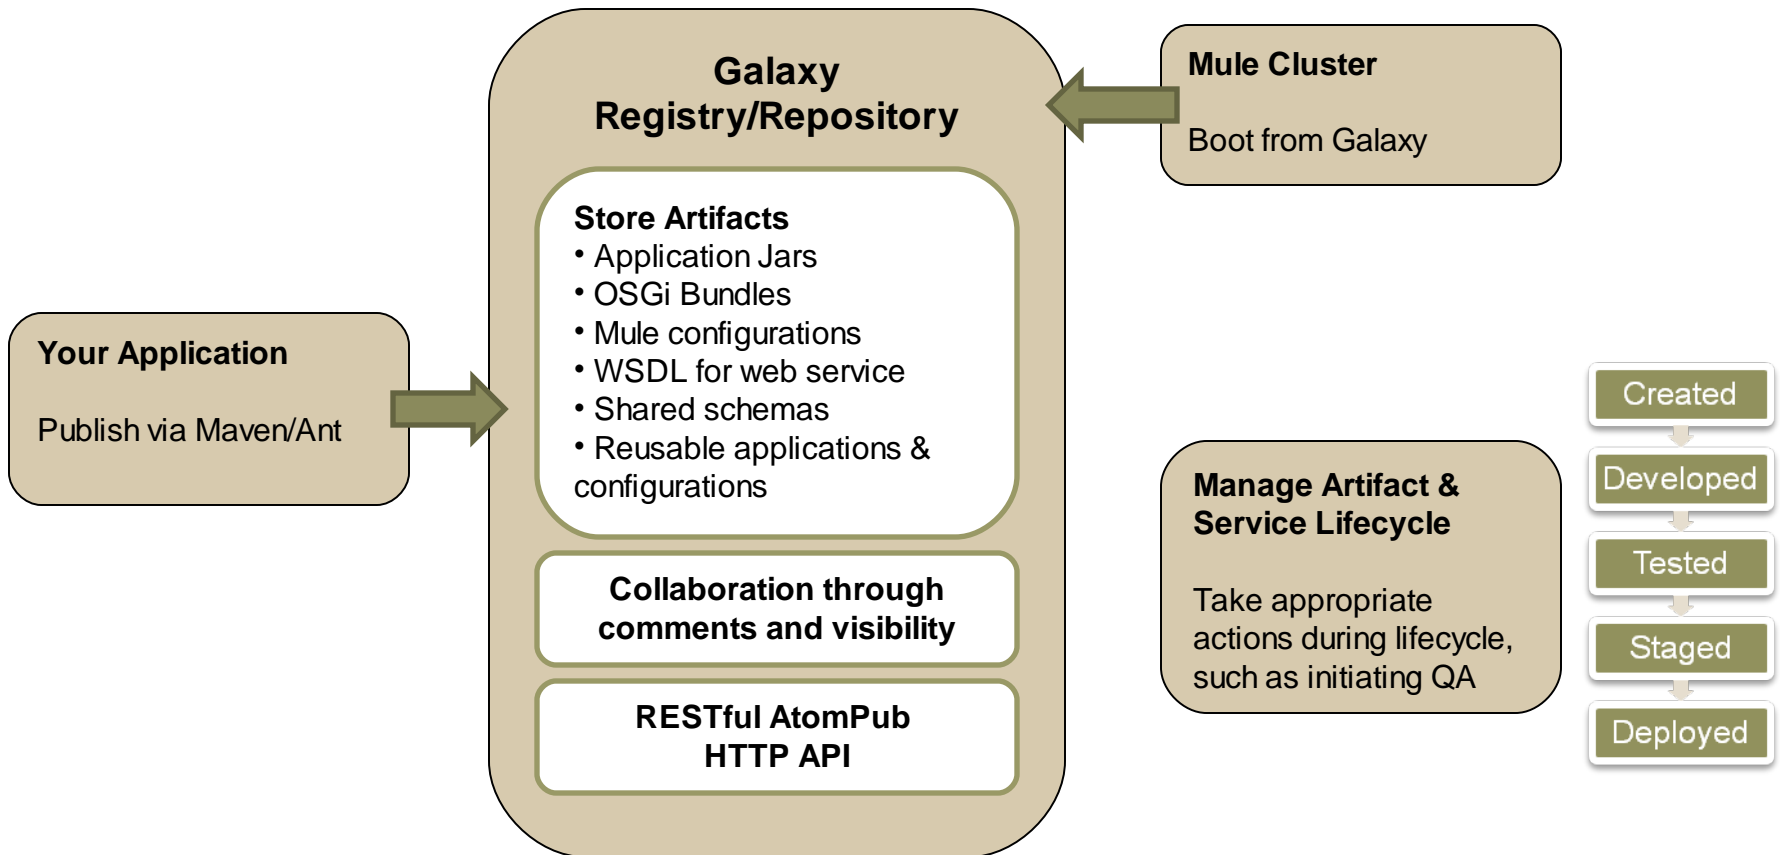 Galaxy
Registry/Repository
Store Artifacts
• Application Jars
• OSGi Bundles
• Mule configurations
• WSDL for web service
• Shared schemas
• Reusable applications &
configurations
Collaboration through
comments and visibility
RESTful AtomPub
HTTP API
Your Application
Publish via Maven/Ant
Mule Cluster
Boot from Galaxy
Manage Artifact &
Service Lifecycle
Take appropriate
actions during lifecycle,
such as initiating QA
Created
Developed
Tested
Staged
Deployed